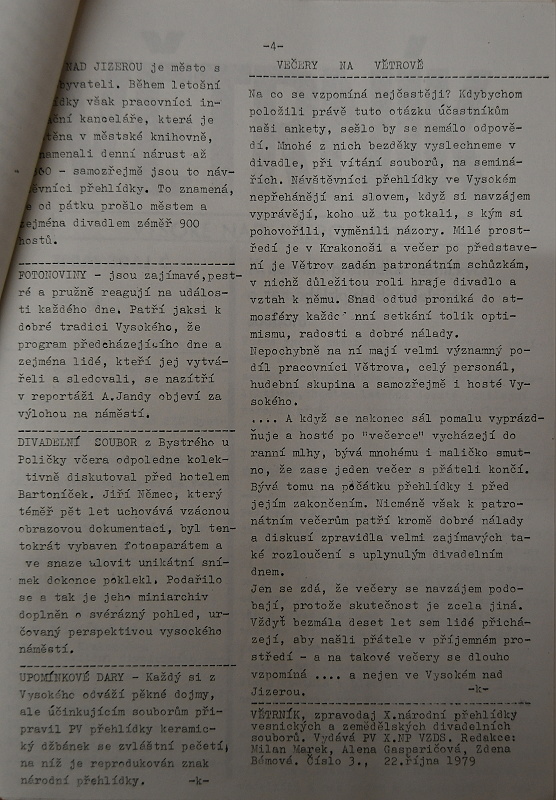 -4-
NAD JIZEROU je město s
byvateli. Během letošní
ídky však pracovníci in-
ční kanceláře, která je
těna v městské knihovně,
namenali denní nárust až
00 - samozřejmě jsou to náv-
těvníci přehlídky. To znamená,
e od pátku prošlo městem a
ejména divadlem záměř 900
hostů.
FOTONOVINY - jsou zajímavé,pest-
ré a pružně reagují na událos-
ti každého dne. Patří jaksi k
dobré tradici Vysokého, že
program předcházejícího dne a
zejména lidé, kteří jej vytvá-
řeli a sledovali, se nazítří
v reportáži A.Jandy objeví za
výlohou na náměstí.
DIVADELNÍ SOUBOR z Bystrého u
Poličky včera odpoledne kolek-
tivně diskutoval před hotelem
Bartoníček. Jiří Němec, který
téměř pět let uchovává vzácnou
obrazovou dokumentaci, byl ten-
tokrát vybaven fotoaparátem a
ve snaze ulovit unikátní sní-
mek dokonce poklekl. Podařilo
se a tak je jeho miniarchiv
doplněn o svérázný pohled, ur-
čovaný perspektivou vysockého
náměstí.
UPOMÍNKOVÉ DARY - Každý si z
Vysokého odváží pěkné dojmy,
ale účinkujícím souborům při-
pravil PV přehlídky keramic-
ký džbánek se zvláštní pečetí,
na níž je reprodukován znak
národní přehlídky. -k-
VEČERY NA VĚTROVĚ
Na co se vzpomíná nejčastěji? Kdybychom
položili právě tuto otázku účastníkům
naší ankety, sešlo by se nemálo odpově-
dí. Mnohé z nich bezděky vyslechneme v
divadle, při vítání souborů, na seminá-
řích. Návštěvníci přehlídky ve Vysokém
nepřehánějí ani slovem, když si navzájem
vyprávějí, koho už tu potkali, s kým si
pohovořili, vyměnili názory. Milé prost-
ředí je v Krakonoši a večer po představe-
ní je Větrov zadán patronátním schůzkám,
v nichž důležitou roli hraje divadlo a
vztah k němu. Snad odtud proniká do at-
mosféry každodenní setkání tolik opti-
mismu, radosti a dobré nálady.
Nepochybně na ní mají velmi významný po-
díl pracovníci Větrova, celý personál,
hudební skupina a samozřejmě i hosté Vy-
sokého.
.... A když se nakonec sál pomalu vyprázd-
ňuje a hosté po "večerce" vycházejí do
ranní mlhy, bývá mnohému i maličko smut-
no, že zase jeden večer s přáteli končí.
Bývá tomu na počátku přehlídky i před
jejím zakončením. Nicméně však k patro-
nátním večerům patří kromě dobré nálady
a diskusí zpravidla velmi zajímavých ta-
ké rozloučení s uplynulým divadelním
dnem.
Jen se zdá, že večery se navzájem podo-
bají, protože skutečnost je zcela jiná.
Vždyť bezmála deset let sem lidé přichá-
zejí, aby našli přátele v příjemném pro-
středí - a na takové večery se dlouho
vzpomíná .... a nejen ve Vysokém nad
Jizerou. -k-
VĚTRNÍK, zpravodaj X.národní přehlídky
vesnických a zemědělských divadelních
souborů. Vydává PV X.NP VZDS. Redakce:
Milan Marek, Alena Gasperičová, Zdena
Bámová. Číslo 3., 22.října 1979